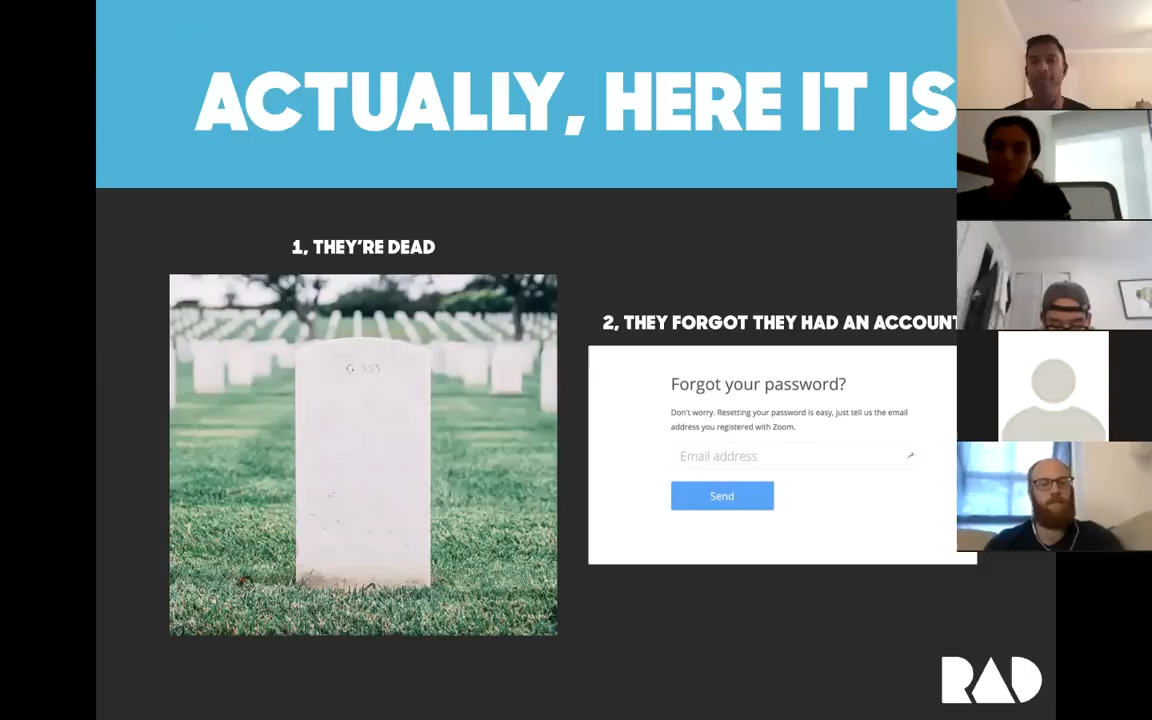 ACTUALLY, HERE IT IS
1, THEY'RE DEAD
G 855
2, THEY FORGOT THEY HAD AN ACCOUNT
Forgot your password?
Don't worry. Resetting your password is easy, just tell us the email
address you registered with Zoom.
Email address
Send
RAD